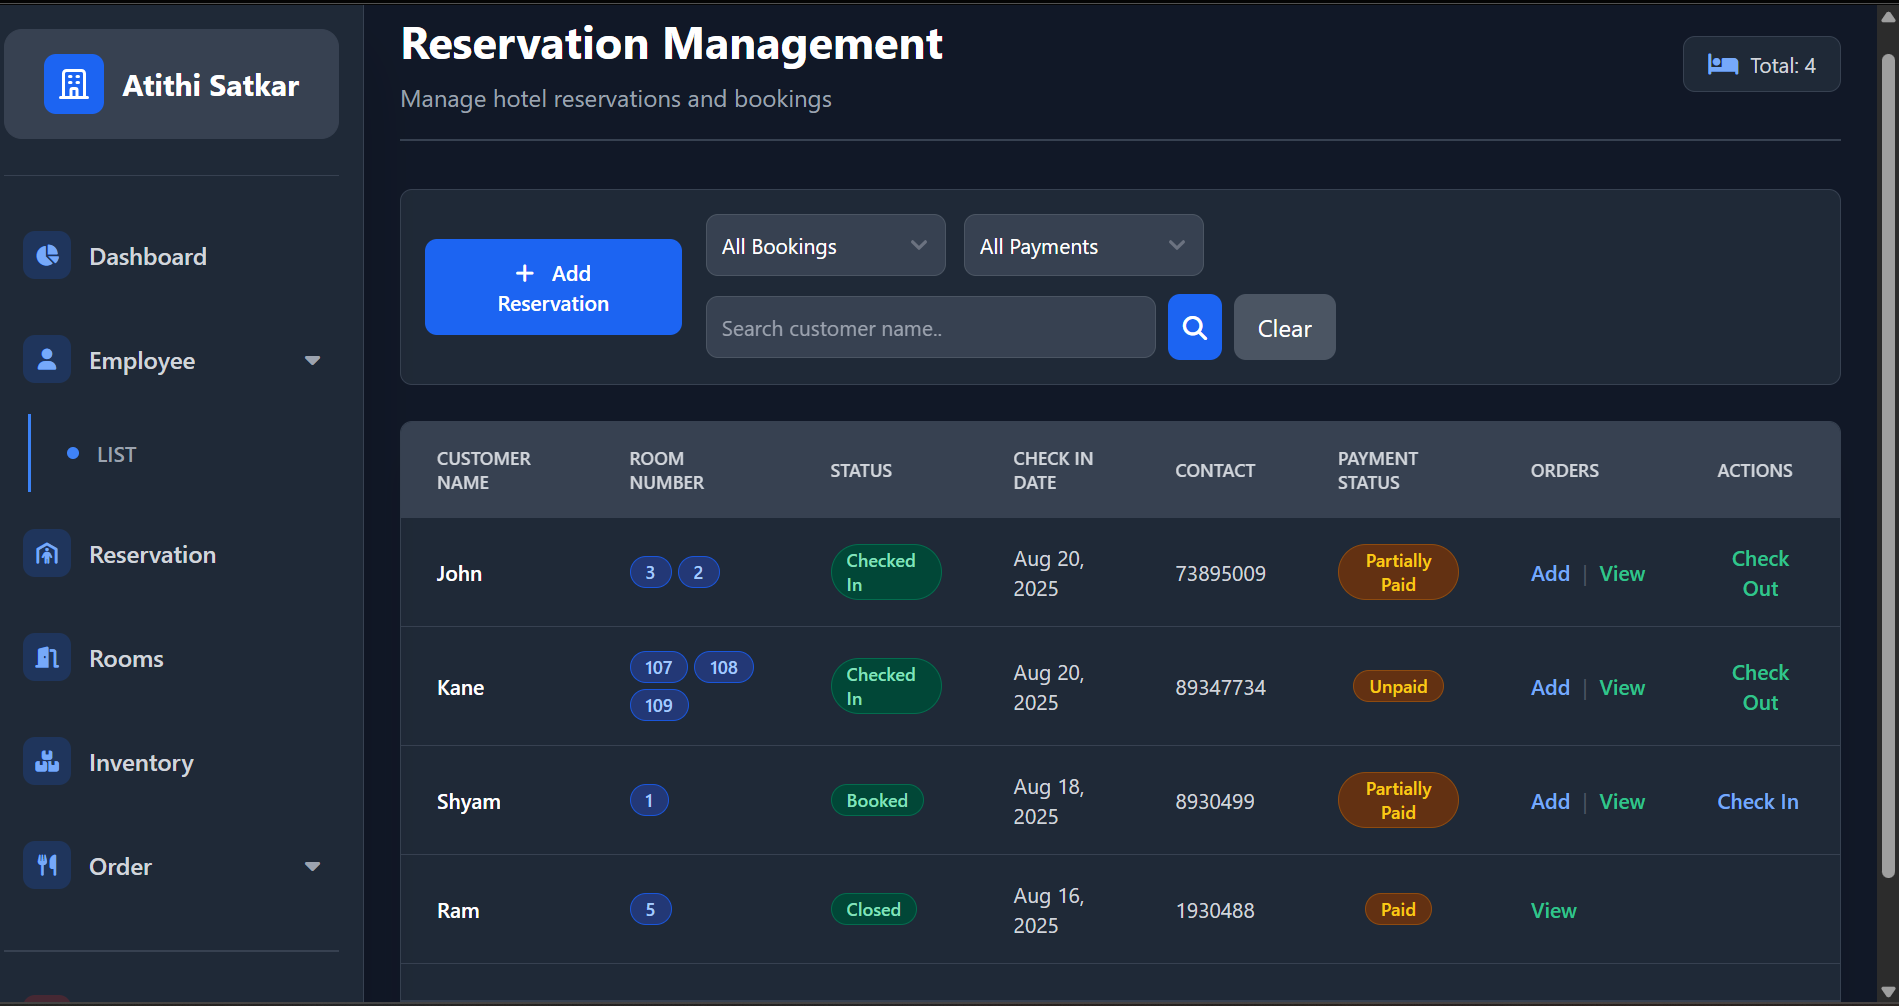 Atithi Satkar
Dashboard
Employee
LIST
Reservation
Rooms
Inventory
Order
Reservation Management
Manage hotel reservations and bookings
Total: 4
+ Add
Reservation
All Bookings
All Payments
Search customer name..
Clear
CUSTOMER NAME ROOM NUMBER STATUS CHECK IN DATE CONTACT PAYMENT STATUS ORDERS ACTIONS
John 3 2 Checked In Aug 20, 2025 73895009 Partially Paid Add | View Check Out
Kane 107 108 109 Checked In Aug 20, 2025 89347734 Unpaid Add | View Check Out
Shyam 1 Booked Aug 18, 2025 8930499 Partially Paid Add | View Check In
Ram 5 Closed Aug 16, 2025 1930488 Paid View